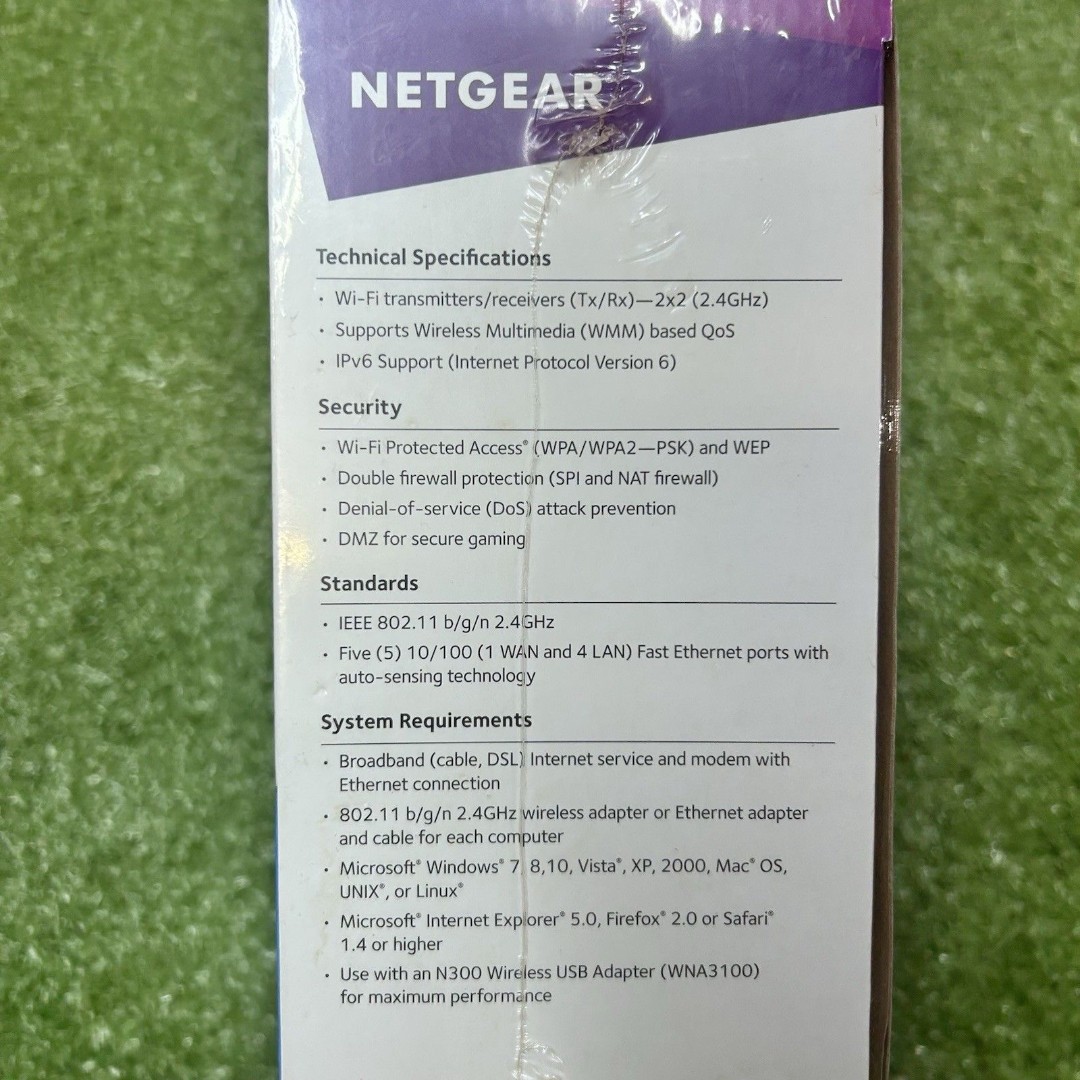 NETGEAR
Technical Specifications
• Wi-Fi transmitters/receivers (Tx/Rx)—2x2 (2.4GHz)
• Supports Wireless Multimedia (WMM) based QoS
• IPv6 Support (Internet Protocol Version 6)
Security
• Wi-Fi Protected Access® (WPA/WPA2—PSK) and WEP
• Double firewall protection (SPI and NAT firewall)
• Denial-of-service (DoS) attack prevention
• DMZ for secure gaming
Standards
• IEEE 802.11 b/g/n 2.4GHz
• Five (5) 10/100 (1 WAN and 4 LAN) Fast Ethernet ports with
auto-sensing technology
System Requirements
• Broadband (cable, DSL) Internet service and modem with
Ethernet connection
• 802.11 b/g/n 2.4GHz wireless adapter or Ethernet adapter
and cable for each computer
• Microsoft® Windows® 7, 8,10, Vista®, XP, 2000, Mac® OS,
UNIX®, or Linux®
• Microsoft® Internet Explorer® 5.0, Firefox® 2.0 or Safari®
1.4 or higher
• Use with an N300 Wireless USB Adapter (WNA3100)
for maximum performance